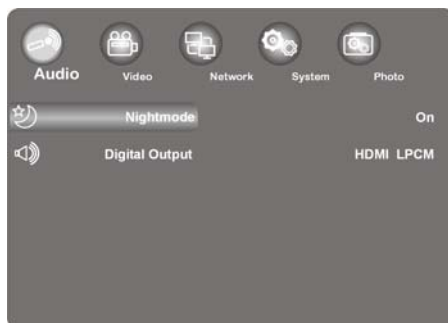 Audio Video Network System Photo
Nightmode On
Digital Output HDMI LPCM